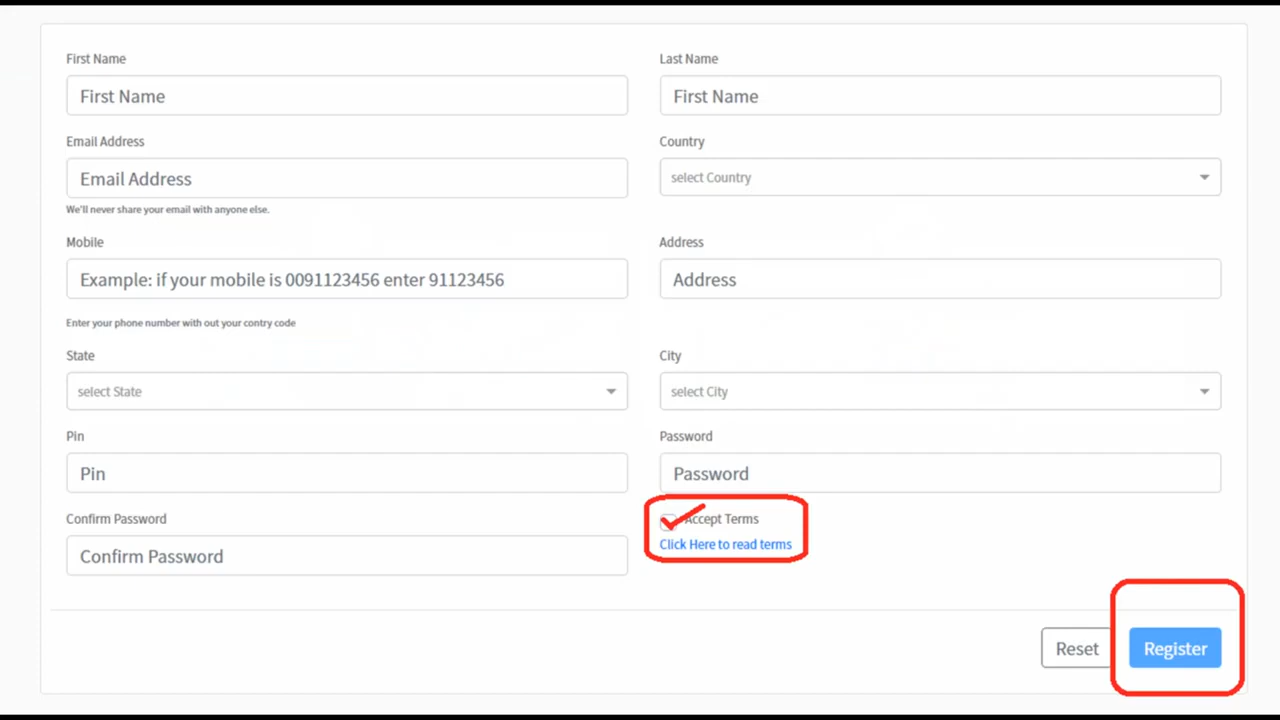 First Name
Last Name
First Name
First Name
Email Address
Country
Email Address
select Country
We'll never share your email with anyone else.
Mobile
Address
Example: if your mobile is 0091123456 enter 91123456
Address
Enter your phone number with out your contry code
State
City
select State
select City
Pin
Password
Pin
Password
Confirm Password
Accept Terms
Click Here to read terms
Confirm Password
Reset
Register